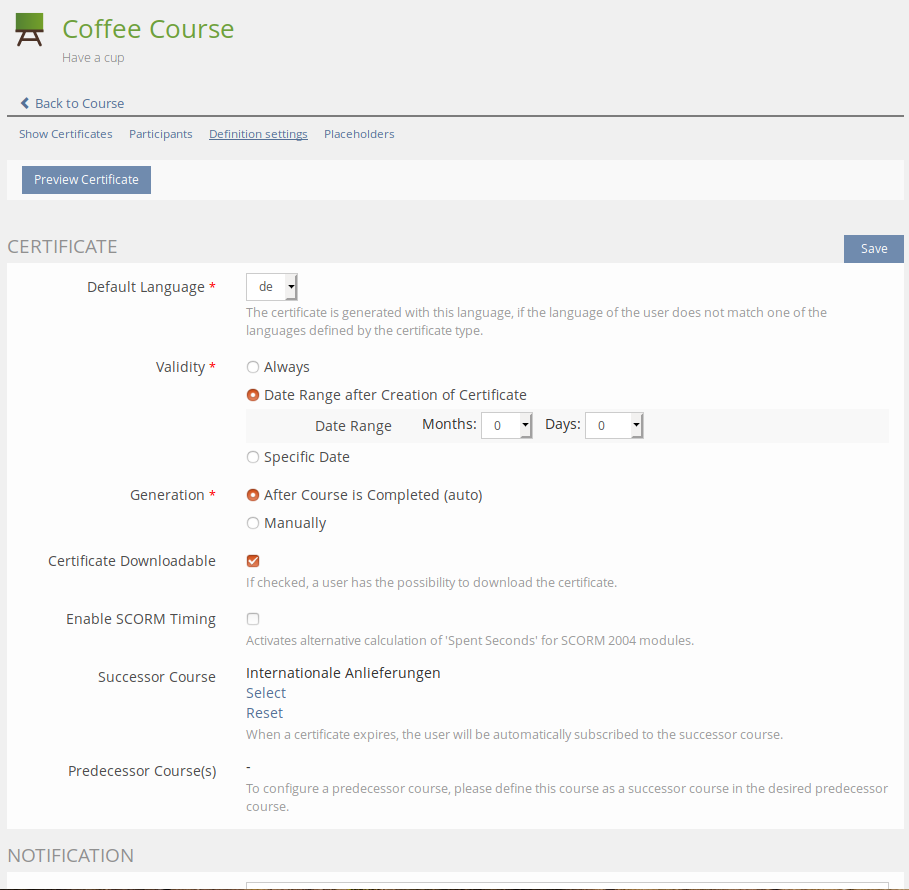 Coffee Course
Have a cup
Back to Course
Show Certificates Participants Definition settings Placeholders
Preview Certificate
CERTIFICATE
Save
Default Language *
de
The certificate is generated with this language, if the language of the user does not match one of the
languages defined by the certificate type.
Validity *
Always
Date Range after Creation of Certificate
Date Range Months: 0 Days: 0
Specific Date
Generation *
After Course is Completed (auto)
Manually
Certificate Downloadable
If checked, a user has the possibility to download the certificate.
Enable SCORM Timing
Activates alternative calculation of 'Spent Seconds' for SCORM 2004 modules.
Successor Course
Internationale Anlieferungen
Select
Reset
When a certificate expires, the user will be automatically subscribed to the successor course.
Predecessor Course(s)
-
To configure a predecessor course, please define this course as a successor course in the desired predecessor
course.
NOTIFICATION